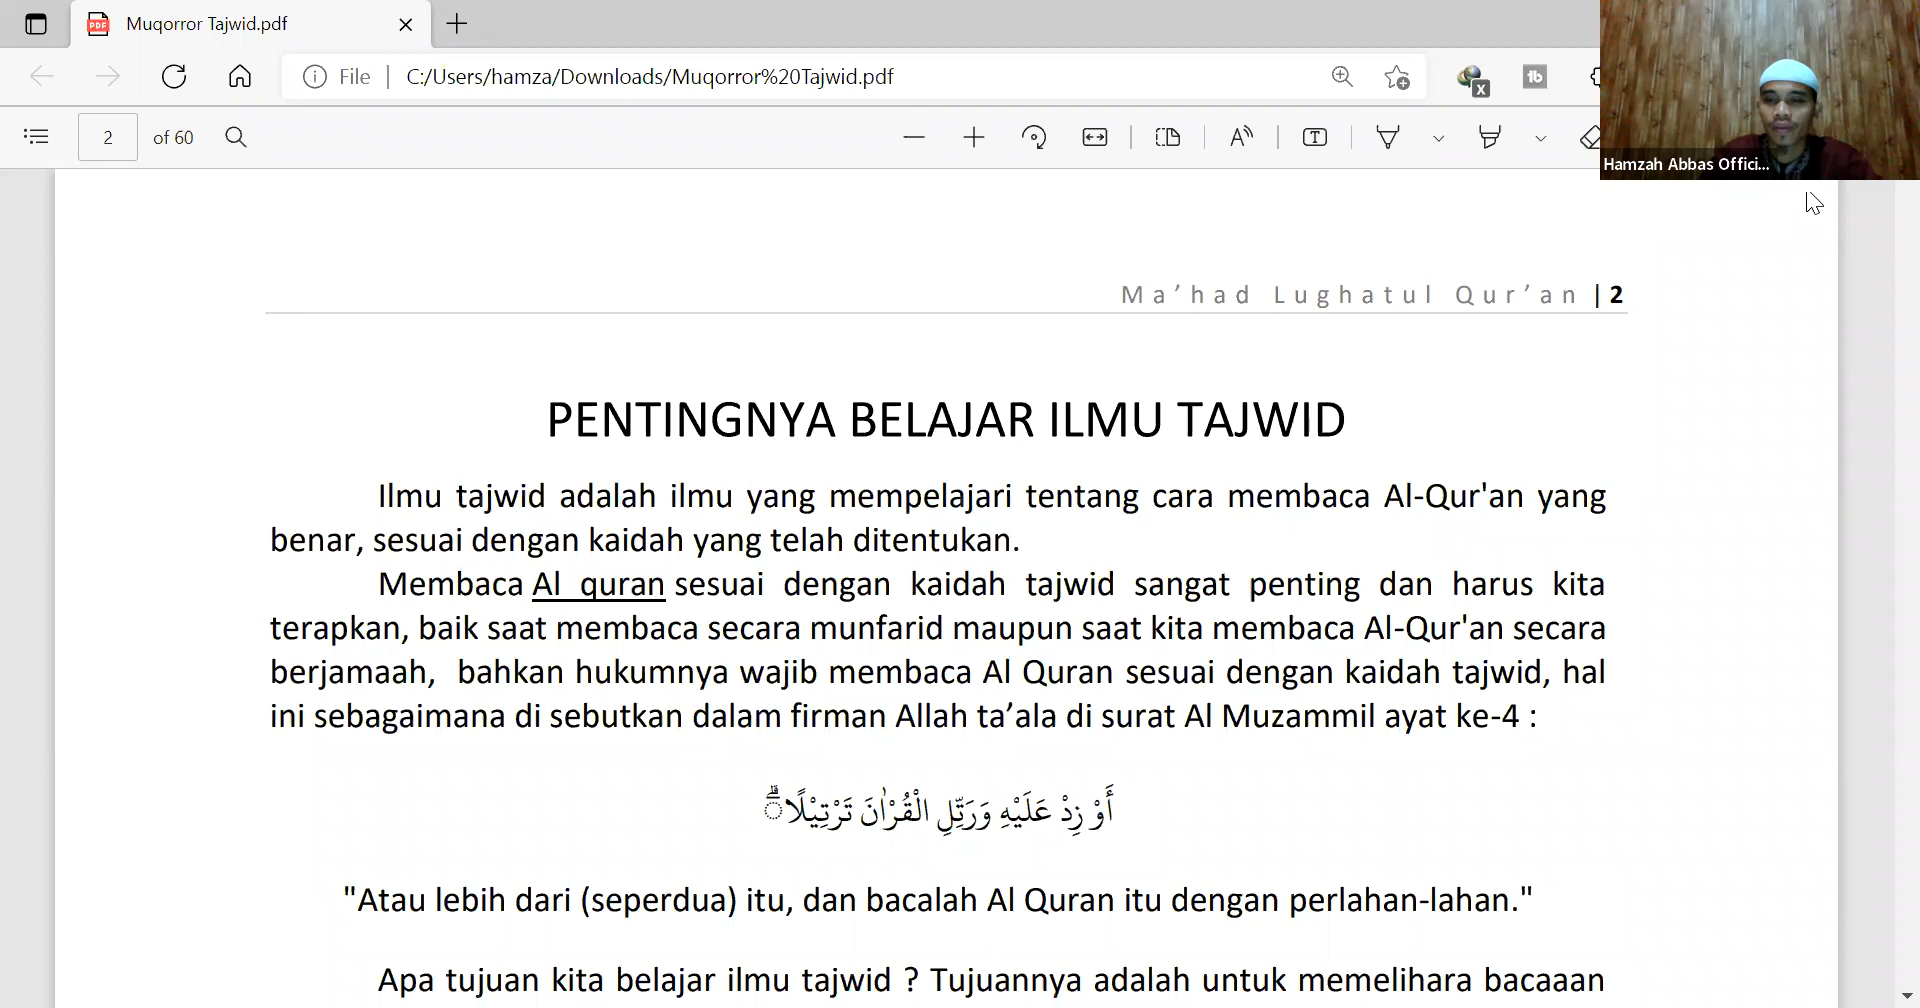 Muqorror Tajwid.pdf
File
C:/Users/hamza/Downloads/Muqorror%20Tajwid.pdf
2 of 60
Hamzah Abbas Offici...
Ma’had Lughatul Qur’an | 2
PENTINGNYA BELAJAR ILMU TAJWID
Ilmu tajwid adalah ilmu yang mempelajari tentang cara membaca Al-Qur'an yang
benar, sesuai dengan kaidah yang telah ditentukan.
Membaca Al quran sesuai dengan kaidah tajwid sangat penting dan harus kita
terapkan, baik saat membaca secara munfarid maupun saat kita membaca Al-Qur'an secara
berjamaah, bahkan hukumnya wajib membaca Al Quran sesuai dengan kaidah tajwid, hal
ini sebagaimana di sebutkan dalam firman Allah ta’ala di surat Al Muzammil ayat ke-4 :
أَوْ زِدْ عَلَيْهِ وَرَتِّلِ الْقُرْاٰنَ تَرْتِيْلًاۗ
"Atau lebih dari (seperdua) itu, dan bacalah Al Quran itu dengan perlahan-lahan."
Apa tujuan kita belajar ilmu tajwid ? Tujuannya adalah untuk memelihara bacaaan